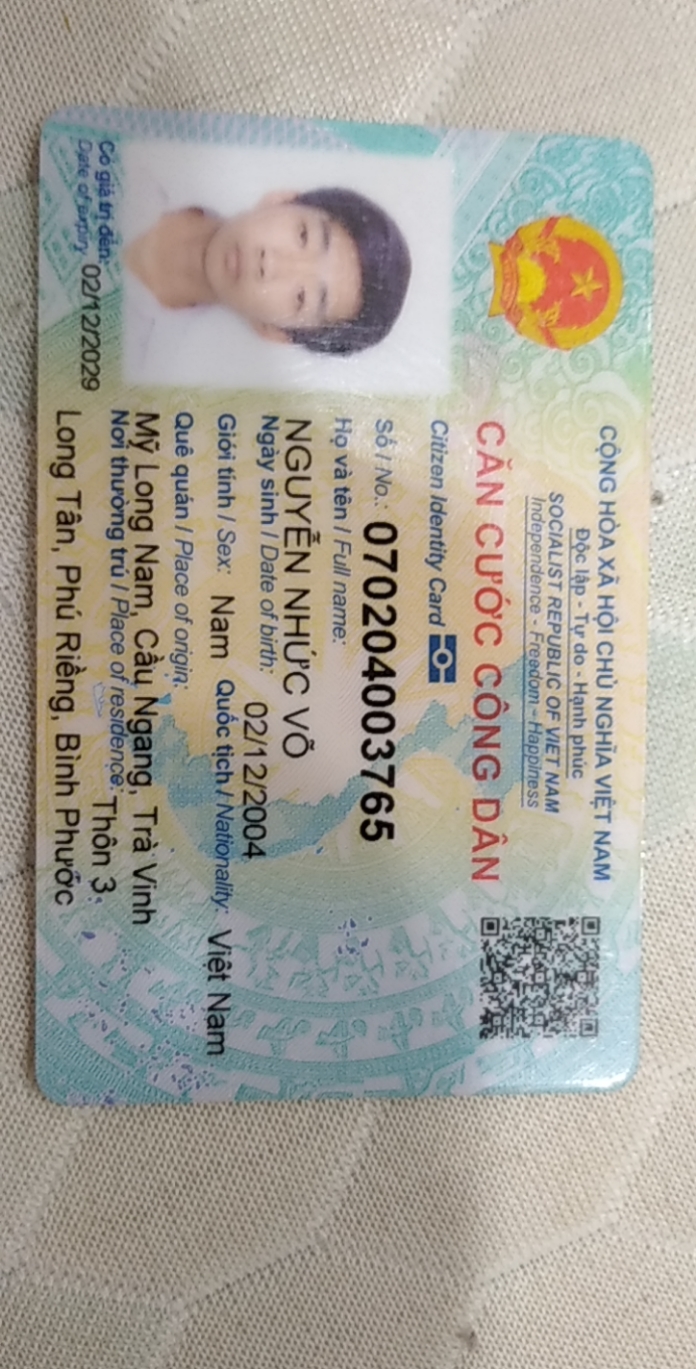 CỘNG HÒA XÃ HỘI CHỦ NGHĨA VIỆT NAM
Độc lập - Tự do - Hạnh phúc
SOCIALIST REPUBLIC OF VIET NAM
Independence - Freedom - Happiness
CĂN CƯỚC CÔNG DÂN
Citizen Identity Card
Số / No.: 070204003765
Họ và tên / Full name:
NGUYỄN NHỨC VÕ
Ngày sinh / Date of birth: 02/12/2004
Giới tính / Sex: Nam Quốc tịch / Nationality: Việt Nam
Quê quán / Place of origin:
Mỹ Long Nam, Cầu Ngang, Trà Vinh
Nơi thường trú / Place of residence: Thôn 3,
Long Tân, Phú Riềng, Bình Phước
Có giá trị đến: 02/12/2029
Date of expiry